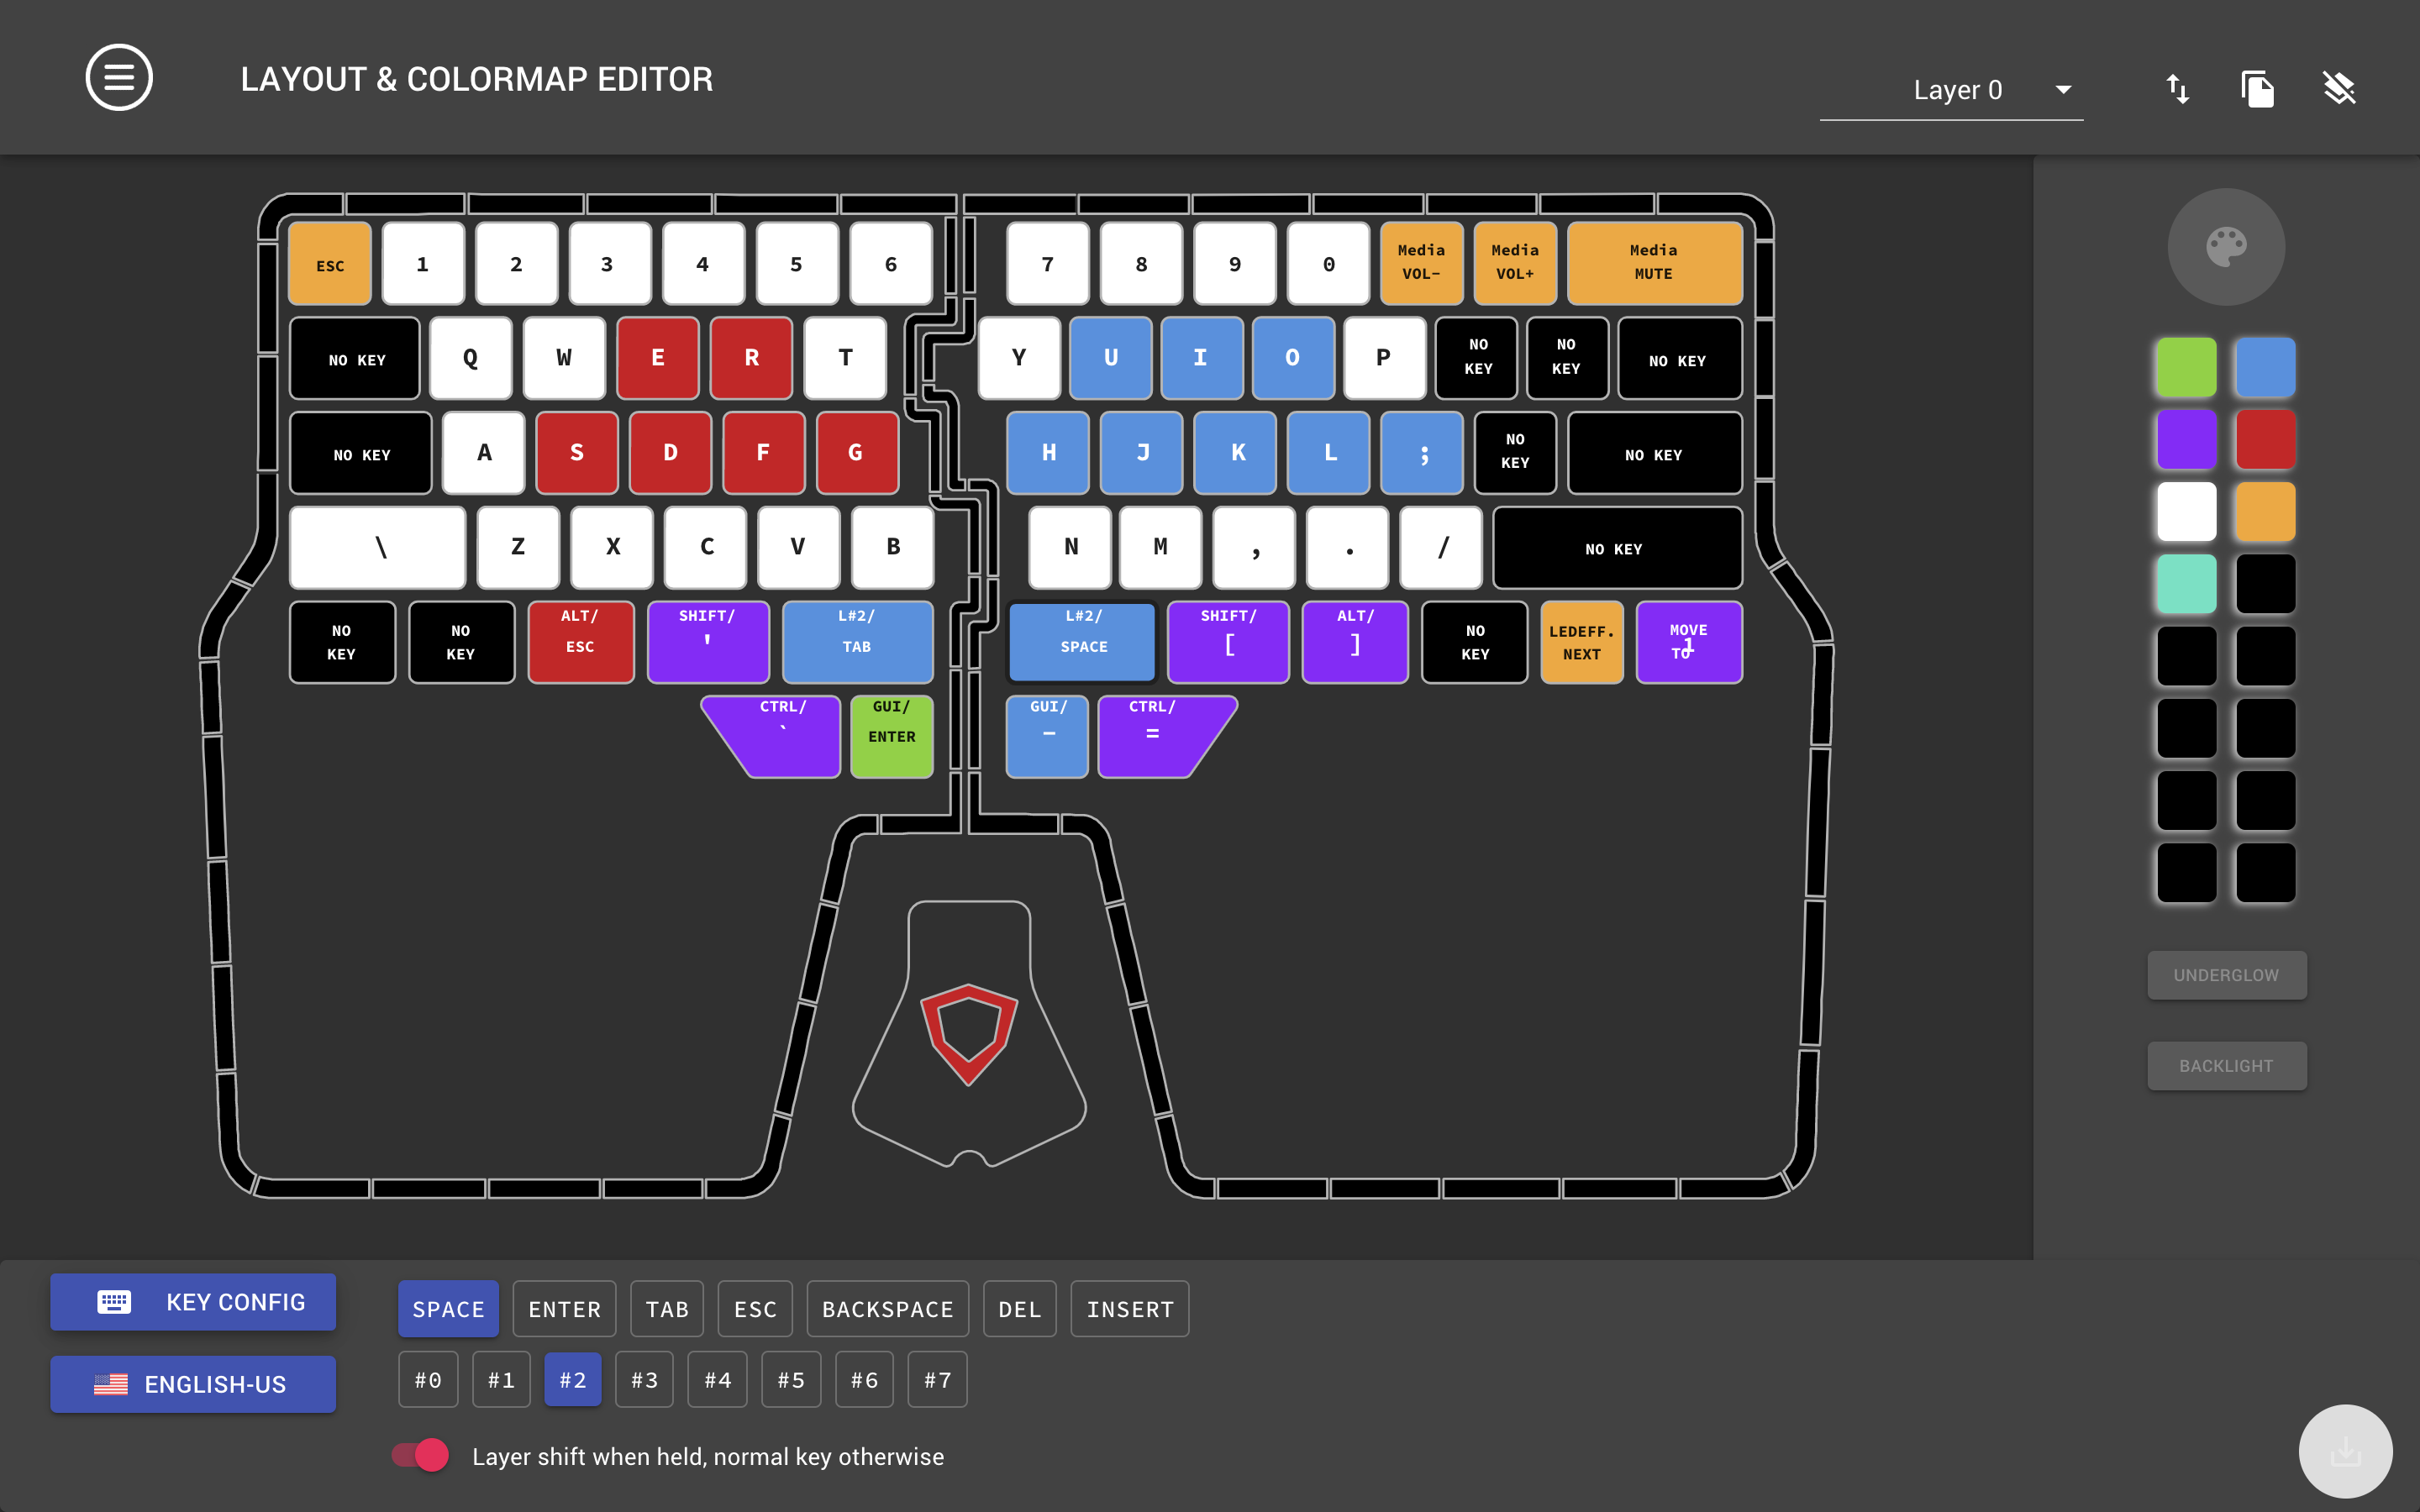 LAYOUT & COLORMAP EDITOR
Layer 0
ESC 1 2 3 4 5 6 7 8 9 0 Media VOL- Media VOL+ Media MUTE
NO KEY Q W E R T Y U I O P NO KEY NO KEY NO KEY
NO KEY A S D F G H J K L ; NO KEY NO KEY
\ Z X C V B N M , . / NO KEY
NO KEY NO KEY ALT/ ESC SHIFT/ ' L#2/ TAB L#2/ SPACE SHIFT/ [ ALT/ ] NO KEY LEDEFF. NEXT MOVE TO 1
CTRL/ ` GUI/ ENTER GUI/ - CTRL/ =
UNDERGLOW
BACKLIGHT
KEY CONFIG
ENGLISH-US
SPACE ENTER TAB ESC BACKSPACE DEL INSERT
#0 #1 #2 #3 #4 #5 #6 #7
Layer shift when held, normal key otherwise